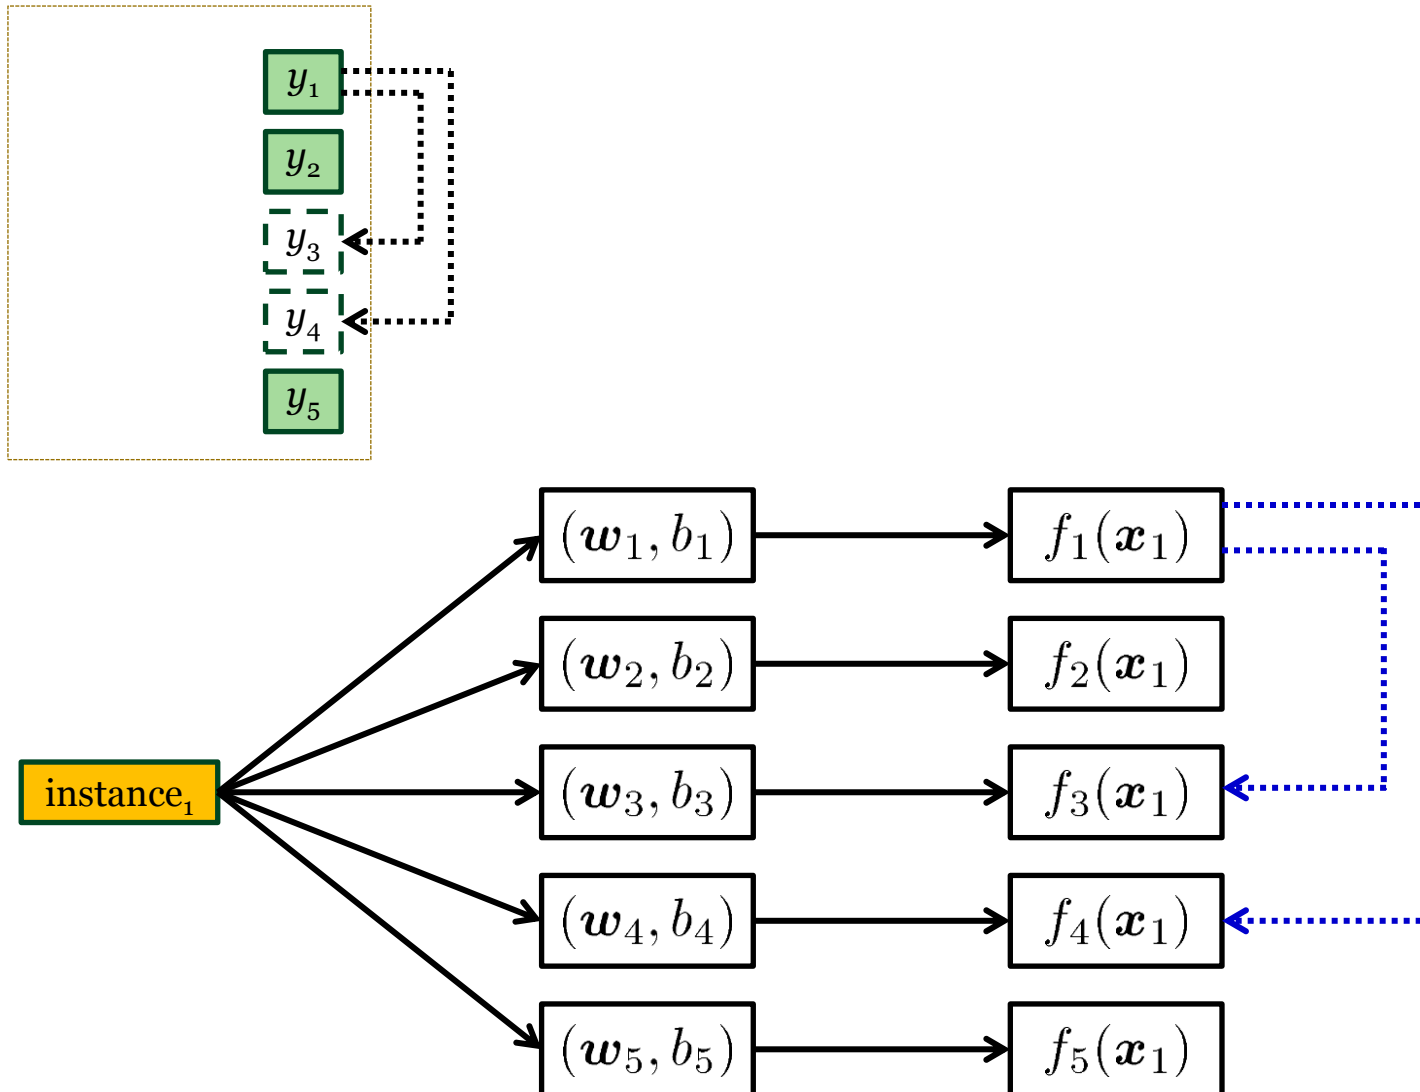 y₁
y₂
y₃
y₄
y₅
(w₁, b₁) f₁(x₁)
(w₂, b₂) f₂(x₁)
instance₁ (w₃, b₃) f₃(x₁)
(w₄, b₄) f₄(x₁)
(w₅, b₅) f₅(x₁)